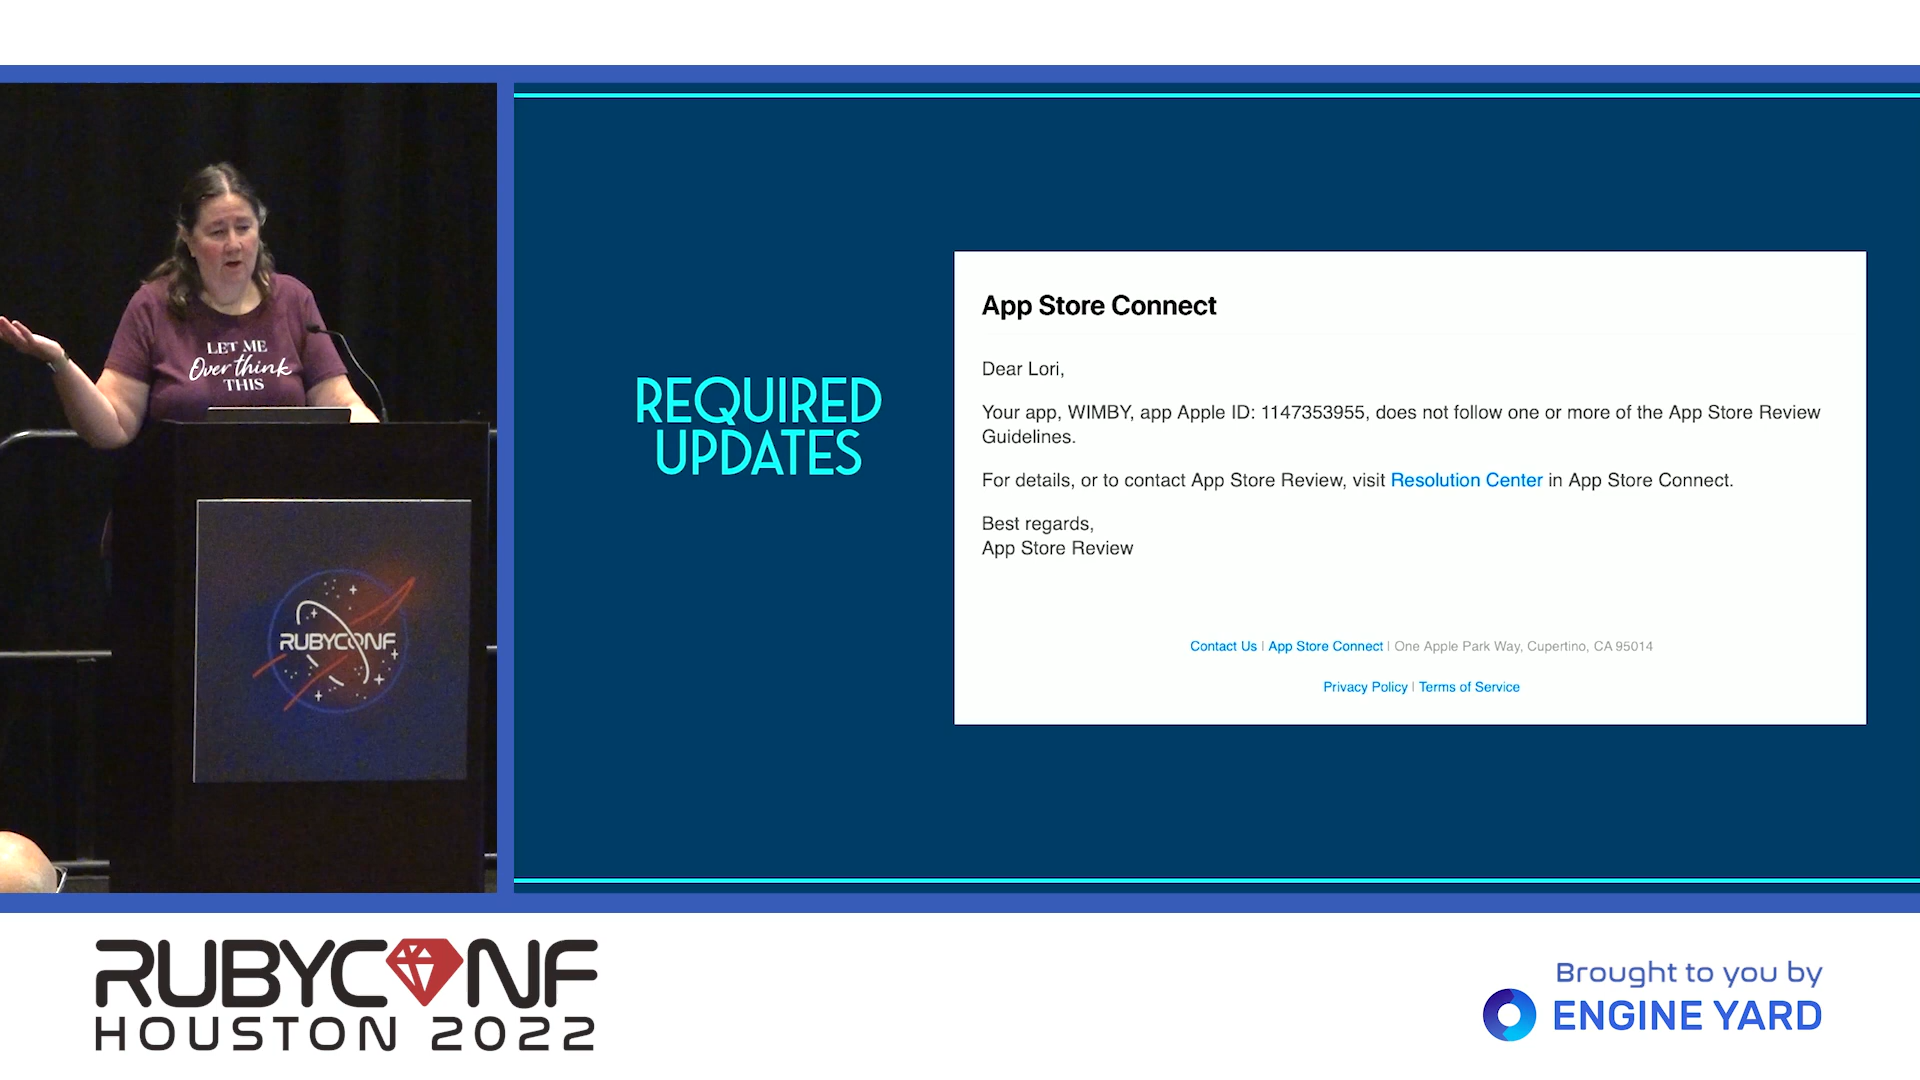 LET ME
Over think
THIS
RUBYCONF
REQUIRED
UPDATES
App Store Connect
Dear Lori,
Your app, WIMBY, app Apple ID: 1147353955, does not follow one or more of the App Store Review
Guidelines.
For details, or to contact App Store Review, visit Resolution Center in App Store Connect.
Best regards,
App Store Review
Contact Us | App Store Connect | One Apple Park Way, Cupertino, CA 95014
Privacy Policy | Terms of Service
RUBYCONF
HOUSTON 2022
Brought to you by
ENGINE YARD